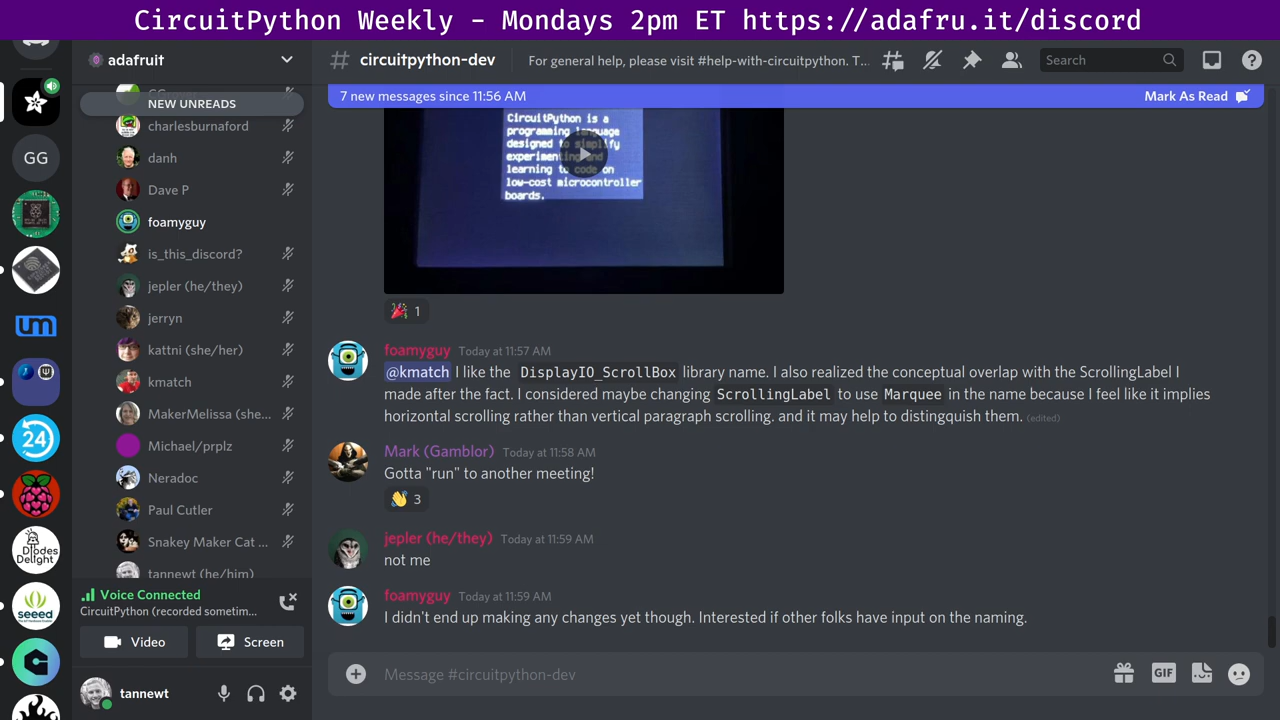 CircuitPython Weekly - Mondays 2pm ET https://adafru.it/discord
adafruit
# circuitpython-dev
For general help, please visit #help-with-circuitpython. T...
Search
NEW UNREADS
charlesburnaford
danh
Dave P
foamyguy
is_this_discord?
jepler (he/they)
jerryn
kattni (she/her)
kmatch
MakerMelissa (she...
Michael/prplz
Neradoc
Paul Cutler
Snakey Maker Cat ...
tannewt (he/him)
GG
um
24
Diodes
Delight
seeed
Voice Connected
CircuitPython (recorded sometim...
Video
Screen
tannewt
7 new messages since 11:56 AM
Mark As Read
CircuitPython is a
programming language
designed to simplify
experimenting and
learning to code on
low-cost microcontroller
boards.
1
foamyguy Today at 11:57 AM
@kmatch I like the DisplayIO_ScrollBox library name. I also realized the conceptual overlap with the ScrollingLabel I
made after the fact. I considered maybe changing ScrollingLabel to use Marquee in the name because I feel like it implies
horizontal scrolling rather than vertical paragraph scrolling. and it may help to distinquish them. (edited)
Mark (Gamblor) Today at 11:58 AM
Gotta "run" to another meeting!
3
jepler (he/they) Today at 11:59 AM
not me
foamyguy Today at 11:59 AM
I didn't end up making any changes yet though. Interested if other folks have input on the naming.
Message #circuitpython-dev
GIF